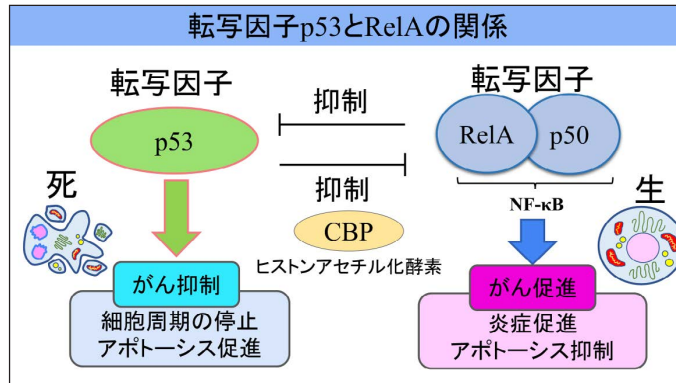 転写因子p53とRelAの関係
転写因子
p53
抑制
抑制
転写因子
RelA
p50
NF-κB
死
生
CBP
ヒストンアセチル化酵素
がん抑制
細胞周期の停止
アポトーシス促進
がん促進
炎症促進
アポトーシス抑制